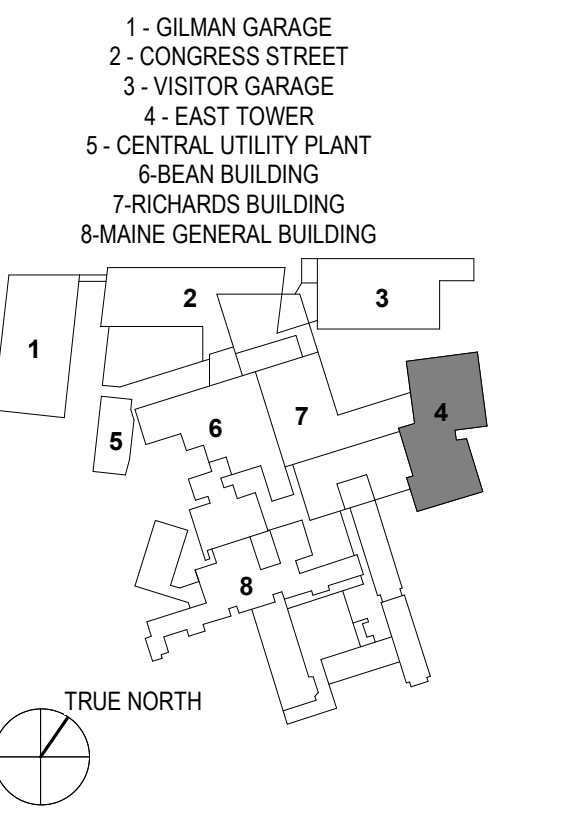 1 - GILMAN GARAGE
2 - CONGRESS STREET
3 - VISITOR GARAGE
4 - EAST TOWER
5 - CENTRAL UTILITY PLANT
6-BEAN BUILDING
7-RICHARDS BUILDING
8-MAINE GENERAL BUILDING
2
3
1
4
7
6
5
8
TRUE NORTH